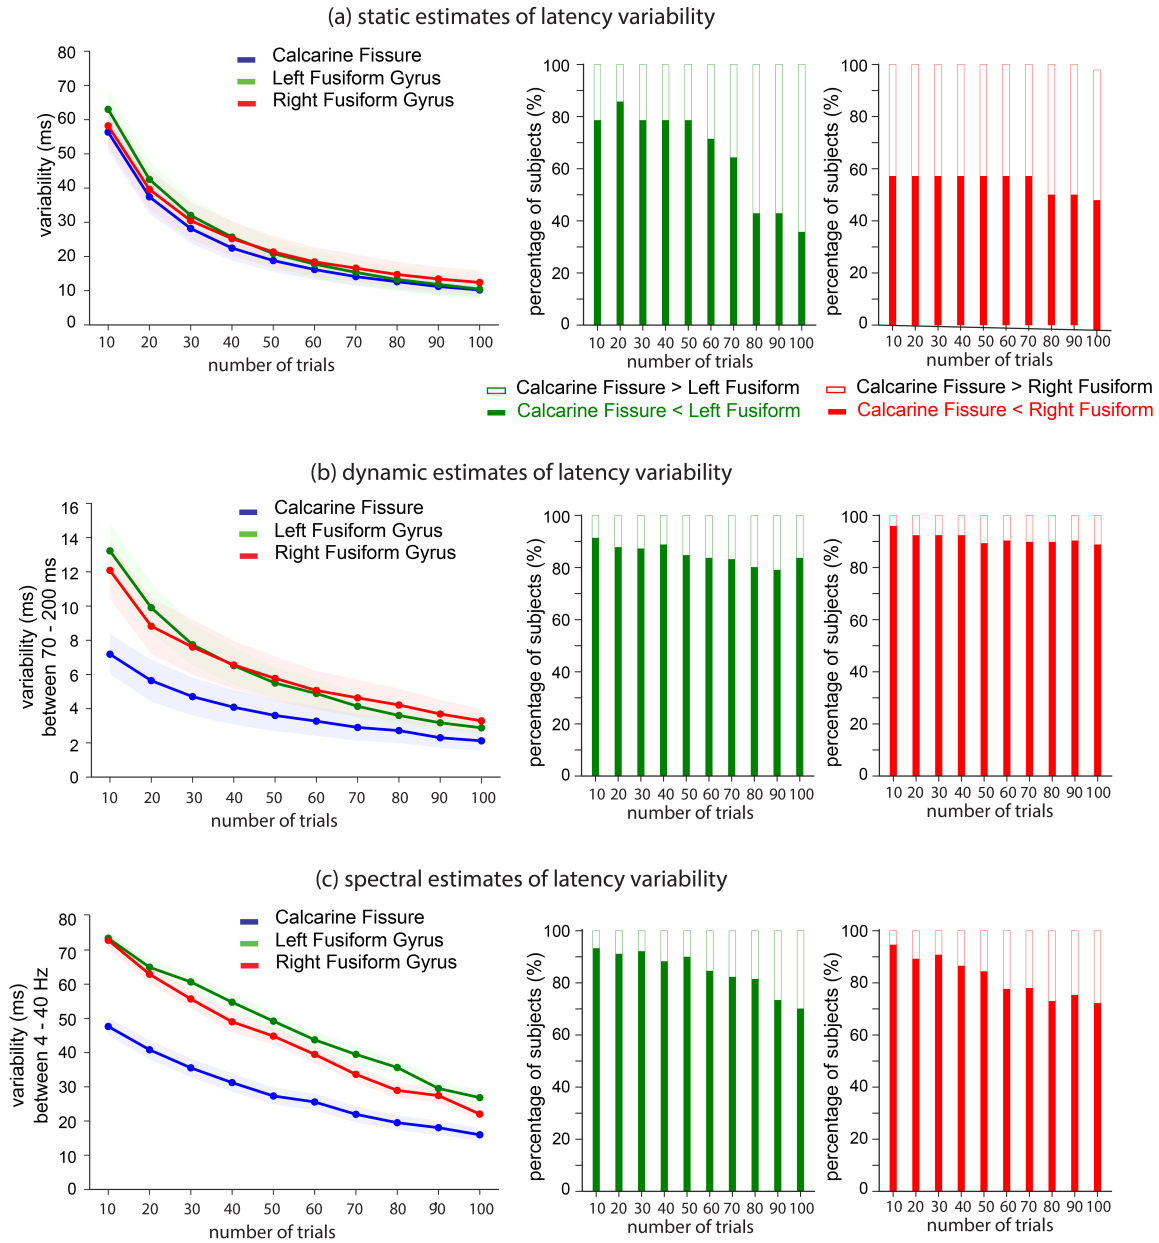 (a) static estimates of latency variability
variability (ms)
80
70
60
50
40
30
20
10
0
Calcarine Fissure
Left Fusiform Gyrus
Right Fusiform Gyrus
10 20 30 40 50 60 70 80 90 100
number of trials
percentage of subjects (%)
100
80
60
40
20
0
10 20 30 40 50 60 70 80 90 100
number of trials
Calcarine Fissure > Left Fusiform
Calcarine Fissure < Left Fusiform
percentage of subjects (%)
100
80
60
40
20
0
10 20 30 40 50 60 70 80 90 100
number of trials
Calcarine Fissure > Right Fusiform
Calcarine Fissure < Right Fusiform
(b) dynamic estimates of latency variability
variability (ms)
between 70 - 200 ms
16
14
12
10
8
6
4
2
0
Calcarine Fissure
Left Fusiform Gyrus
Right Fusiform Gyrus
10 20 30 40 50 60 70 80 90 100
number of trials
percentage of subjects (%)
100
80
60
40
20
0
10 20 30 40 50 60 70 80 90 100
number of trials
percentage of subjects (%)
100
80
60
40
20
0
10 20 30 40 50 60 70 80 90 100
number of trials
(c) spectral estimates of latency variability
variability (ms)
between 4 - 40 Hz
80
70
60
50
40
30
20
10
0
Calcarine Fissure
Left Fusiform Gyrus
Right Fusiform Gyrus
10 20 30 40 50 60 70 80 90 100
number of trials
percentage of subjects (%)
100
80
60
40
20
0
10 20 30 40 50 60 70 80 90 100
number of trials
percentage of subjects (%)
100
80
60
40
20
0
10 20 30 40 50 60 70 80 90 100
number of trials